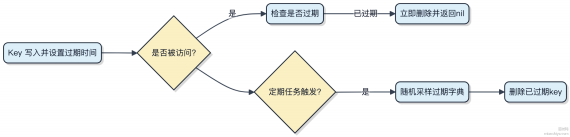 Key 写入并设置过期时间
是否被访问?
是
检查是否过期
已过期
立即删除并返回nil
定期任务触发?
是
随机采样过期字典
删除已过期key